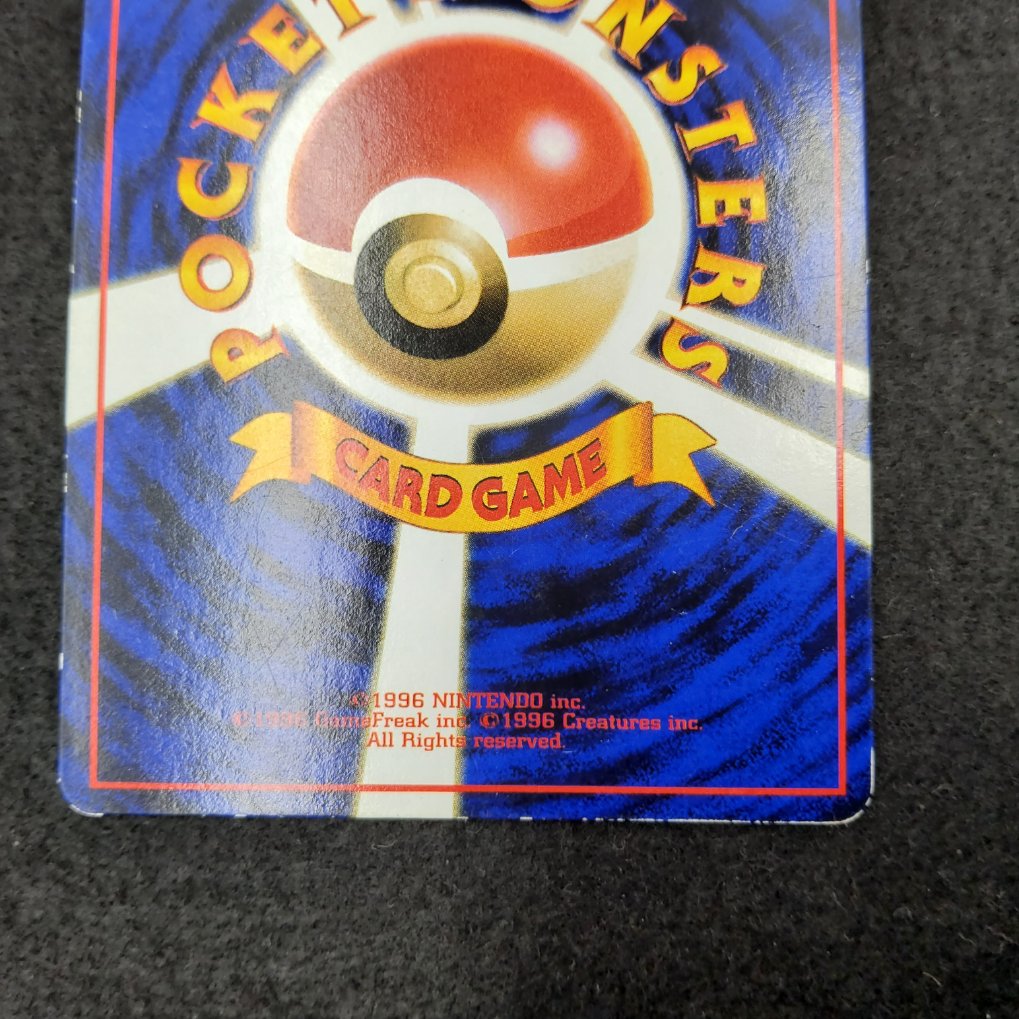 POCKET MONSTERS
CARD GAME
©1996 NINTENDO inc.
©1996 GameFreak inc. ©1996 Creatures inc.
All Rights reserved.